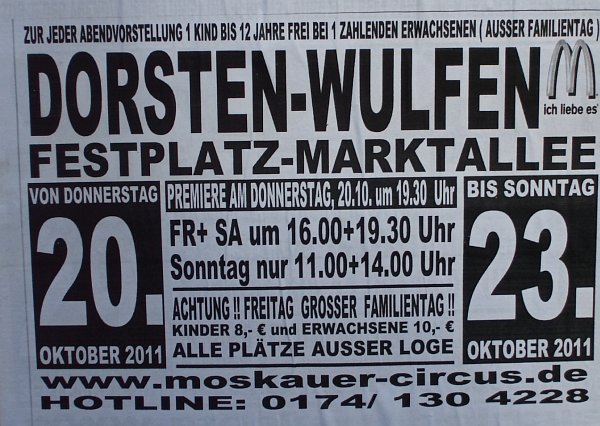 ZUR JEDER ABENDVORSTELLUNG 1 KIND BIS 12 JAHRE FREI BEI 1 ZAHLENDEN ERWACHSENEN ( AUSSER FAMILIENTAG )
DORSTEN-WULFEN
ich liebe es
FESTPLATZ-MARKTALLEE
VON DONNERSTAG
20.
OKTOBER 2011
PREMIERE AM DONNERSTAG, 20.10. um 19.30 Uhr
FR+ SA um 16.00+19.30 Uhr
Sonntag nur 11.00+14.00 Uhr
ACHTUNG !! FREITAG GROSSER FAMILIENTAG !!
KINDER 8,- € und ERWACHSENE 10,- €
ALLE PLÄTZE AUSSER LOGE
BIS SONNTAG
23.
OKTOBER 2011
www.moskauer-circus.de
HOTLINE: 0174/ 130 4228